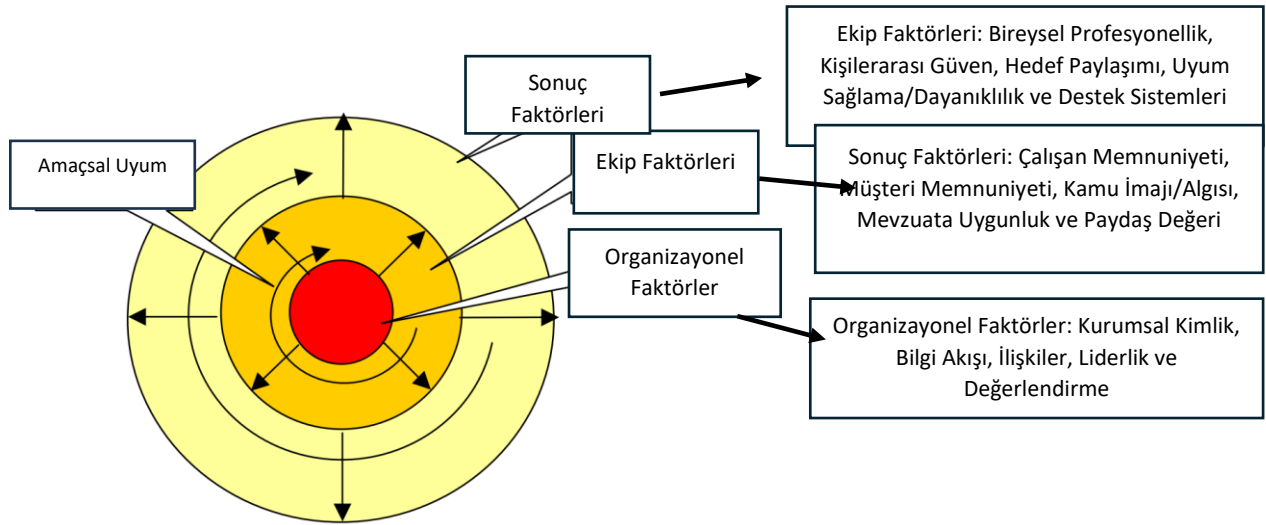 Ekip Faktörleri: Bireysel Profesyonellik,
Kişilerarası Güven, Hedef Paylaşımı, Uyum
Sağlama/Dayanıklılık ve Destek Sistemleri
Sonuç
Faktörleri
Ekip Faktörleri
Amaçsal Uyum
Sonuç Faktörleri: Çalışan Memnuniyeti,
Müşteri Memnuniyeti, Kamu İmajı/Algısı,
Mevzuata Uygunluk ve Paydaş Değeri
Organizayonel
Faktörler
Organizayonel Faktörler: Kurumsal Kimlik,
Bilgi Akışı, İlişkiler, Liderlik ve
Değerlendirme